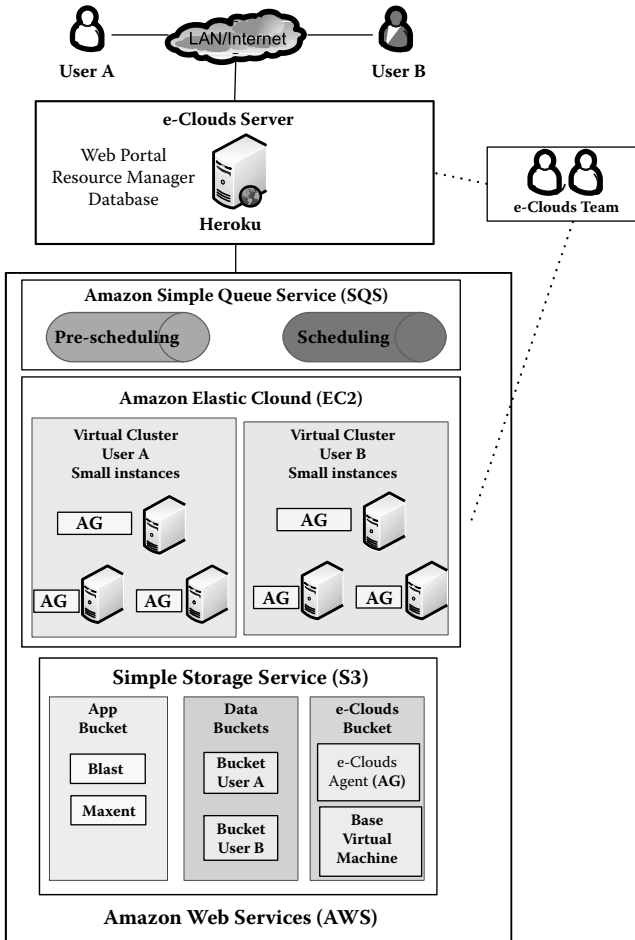 LAN/Internet
User A
User B
e-Clouds Server
Web Portal
Resource Manager
Database
Heroku
e-Clouds Team
Amazon Simple Queue Service (SQS)
Pre-scheduling
Scheduling
Amazon Elastic Clound (EC2)
Virtual Cluster
User A
Small instances
AG
AG
AG
Virtual Cluster
User B
Small instances
AG
AG
AG
Simple Storage Service (S3)
App
Bucket
Blast
Maxent
Data
Buckets
Bucket
User A
Bucket
User B
e-Clouds
Bucket
e-Clouds
Agent (AG)
Base
Virtual
Machine
Amazon Web Services (AWS)